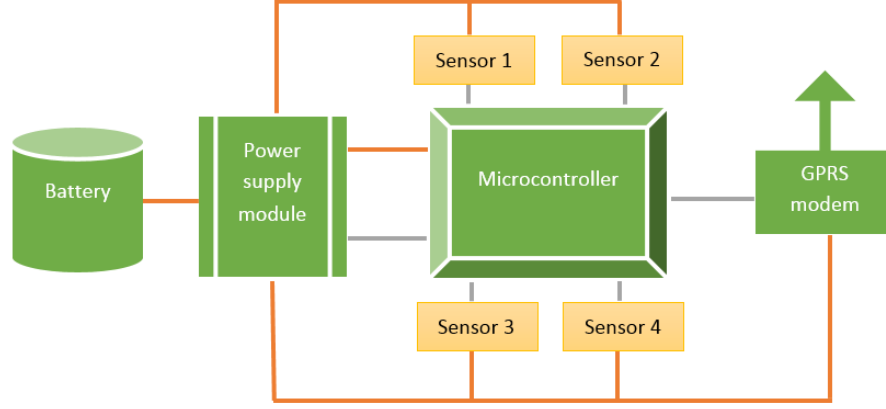 Sensor 1
Sensor 2
Battery
Power
supply
module
Microcontroller
GPRS
modem
Sensor 3
Sensor 4